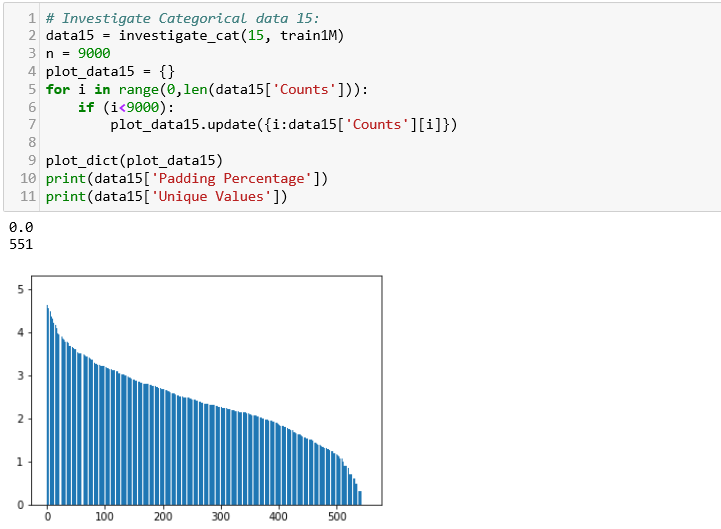 1 # Investigate Categorical data 15:
2 data15 = investigate_cat(15, train1M)
3 n = 9000
4 plot_data15 = {}
5 for i in range(0,len(data15['Counts'])):
6     if (i<9000):
7         plot_data15.update({i:data15['Counts'][i]})
8
9 plot_dict(plot_data15)
10 print(data15['Padding Percentage'])
11 print(data15['Unique Values'])
0.0
551
5
4
3
2
1
0
0 100 200 300 400 500